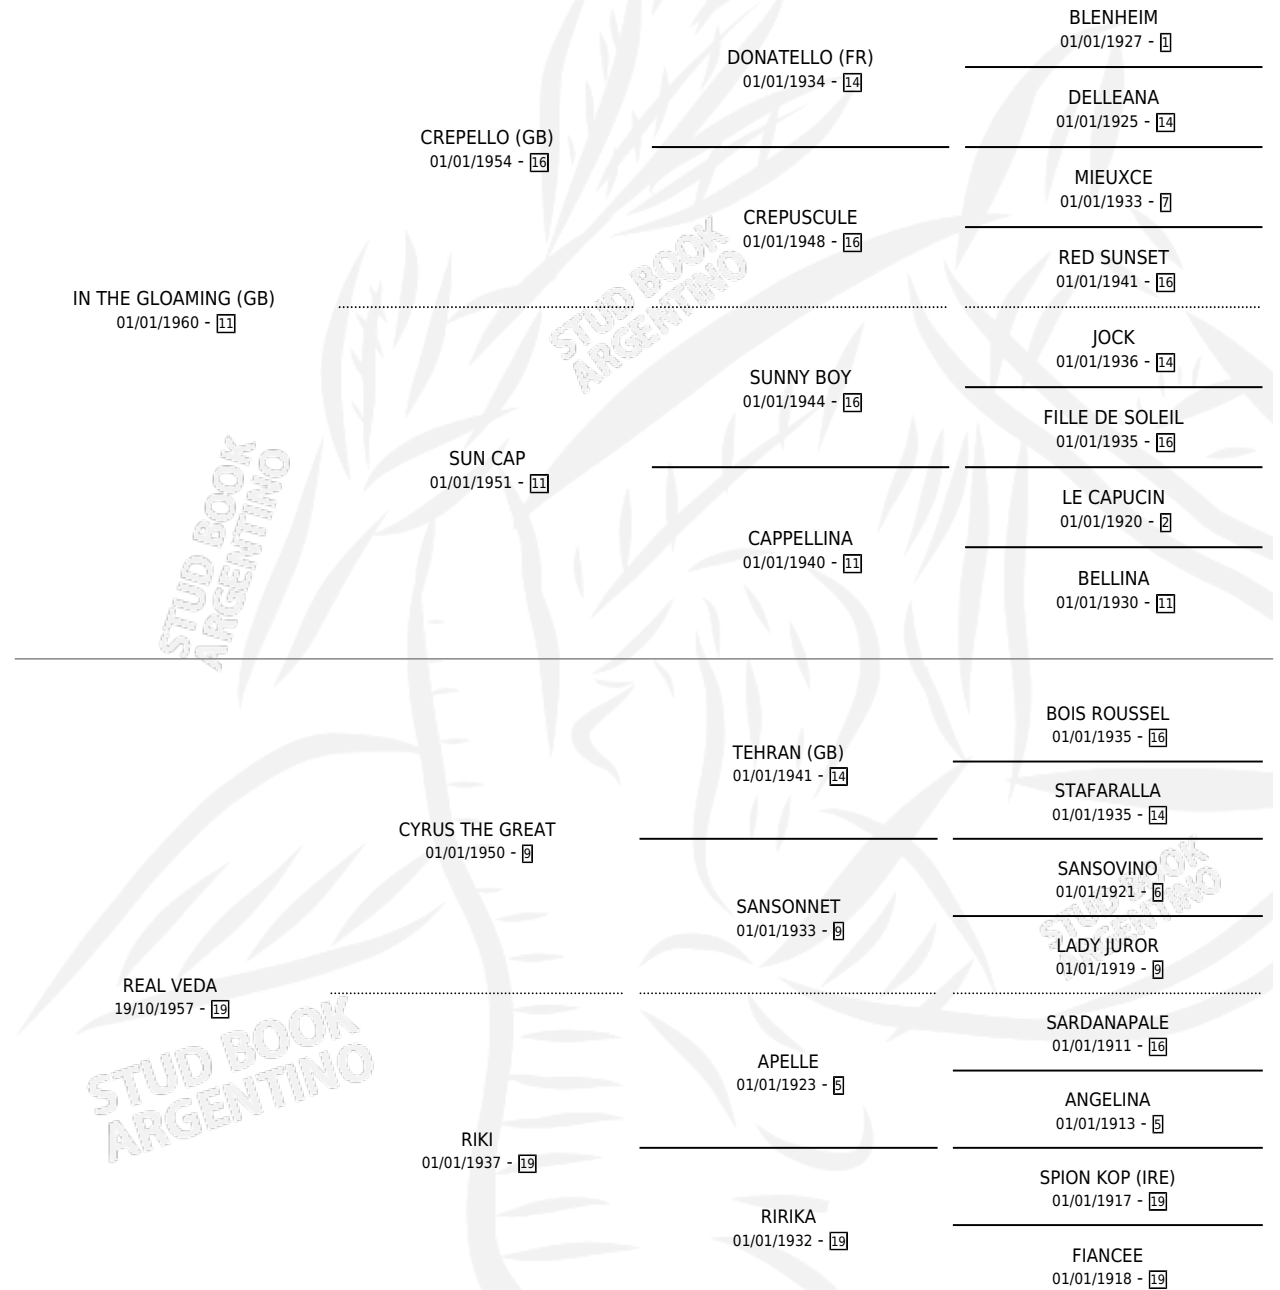 BLENHEIM
01/01/1927 - 1
DONATELLO (FR)
01/01/1934 - 14
DELLEANA
01/01/1925 - 14
CREPELLO (GB)
01/01/1954 - 16
MIEUXCE
01/01/1933 - 7
CREPUSCULE
01/01/1948 - 16
RED SUNSET
01/01/1941 - 16
IN THE GLOAMING (GB)
01/01/1960 - 11
STUD BOOK
ARGENTINO
JOCK
01/01/1936 - 14
SUNNY BOY
01/01/1944 - 16
FILLE DE SOLEIL
01/01/1935 - 16
SUN CAP
01/01/1951 - 11
LE CAPUCIN
01/01/1920 - 2
CAPPELLINA
01/01/1940 - 11
BELLINA
01/01/1930 - 11
STUD BOOK
ARGENTINO
BOIS ROUSSEL
01/01/1935 - 16
TEHRAN (GB)
01/01/1941 - 14
STAFARALLA
01/01/1935 - 14
CYRUS THE GREAT
01/01/1950 - 9
SANSOVINO
01/01/1921 - 6
SANSONNET
01/01/1933 - 9
STUD BOOK
ARGENTINO
LADY JUROR
01/01/1919 - 9
REAL VEDA
19/10/1957 - 19
STUD BOOK
ARGENTINO
SARDANAPALE
01/01/1911 - 16
APELLE
01/01/1923 - 5
ANGELINA
01/01/1913 - 5
RIKI
01/01/1937 - 19
SPION KOP (IRE)
01/01/1917 - 19
RIRIKA
01/01/1932 - 19
FIANCEE
01/01/1918 - 19